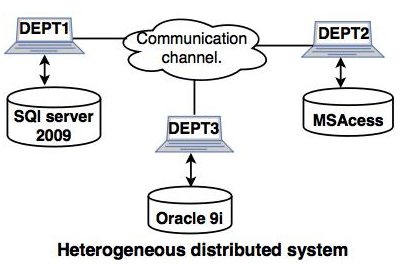 DEPT1
Communication
channel.
DEPT2
SQl server
2009
DEPT3
MSAcess
Oracle 9i
Heterogeneous distributed system